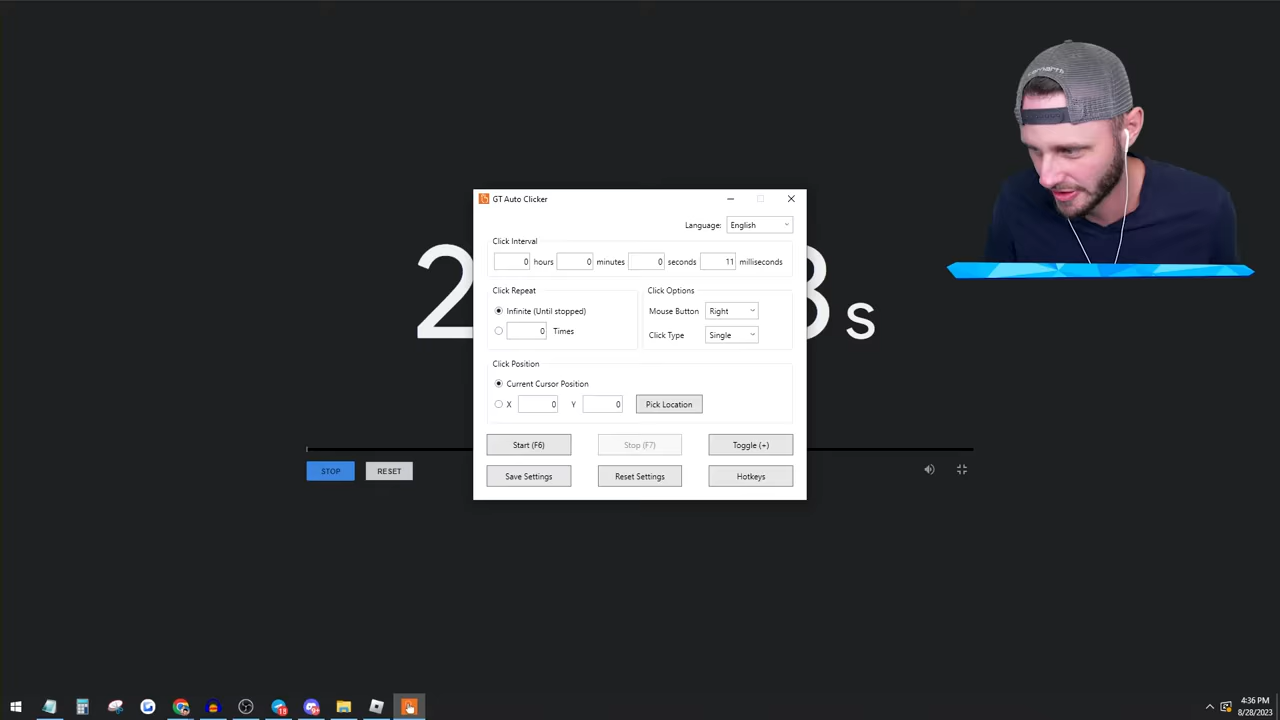 carhartt
GT Auto Clicker
Language: English
Click Interval
0 hours 0 minutes 0 seconds 11 milliseconds
Click Repeat
Infinite (Until stopped)
0 Times
Click Options
Mouse Button Right
Click Type Single
2 3 s
Click Position
Current Cursor Position
X 0 Y 0 Pick Location
Start (F6) Stop (F7) Toggle (+)
Save Settings Reset Settings Hotkeys
STOP RESET
18
4:36 PM
8/28/2023